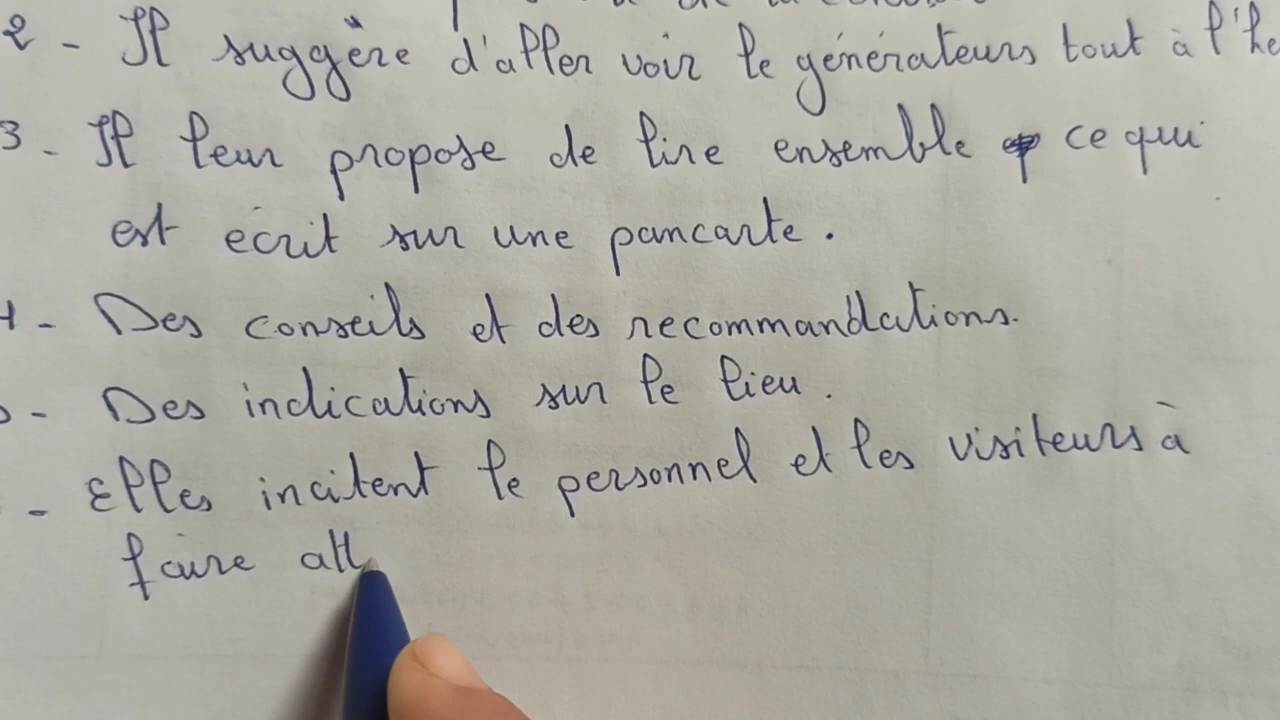 2 - Il suggère d'aller voir le générateurs tout à l'he
3 - Il leur propose de lire ensemble ce qui
est écrit sur une pancarte.
- Des conseils et des recommandations.
- Des indications sur le lieu.
- Elles incitent le personnel et les visiteurs à
faire att